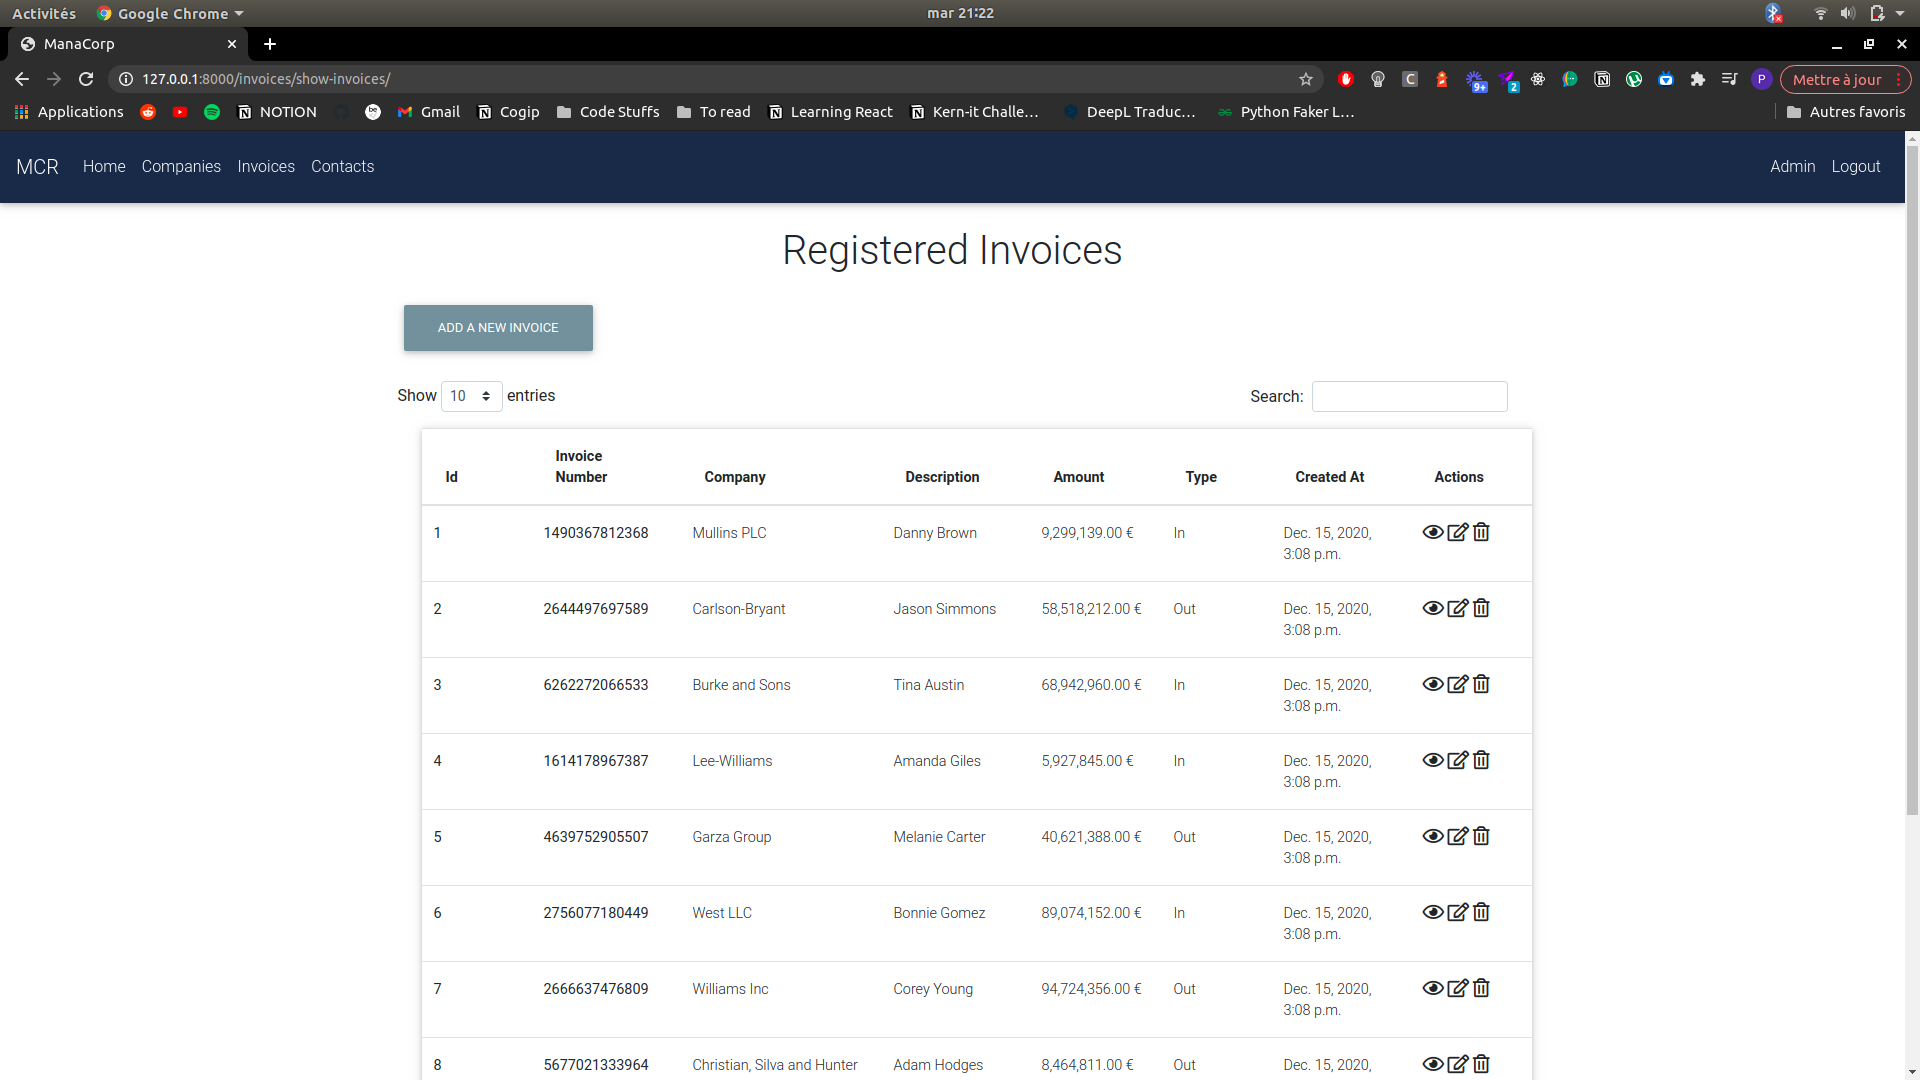 Activités Google Chrome mar 21:22
ManaCorp
127.0.0.1:8000/invoices/show-invoices/ C 9+ 2 P Mettre à jour
Applications NOTION Bē Gmail Cogip Code Stuffs To read Learning React Kern-it Challe... DeepL Traduc... Python Faker L... Autres favoris
MCR Home Companies Invoices Contacts Admin Logout
Registered Invoices
ADD A NEW INVOICE
Show 10 entries Search:
Id Invoice Number Company Description Amount Type Created At Actions
1 1490367812368 Mullins PLC Danny Brown 9,299,139.00 € In Dec. 15, 2020,
3:08 p.m.
2 2644497697589 Carlson-Bryant Jason Simmons 58,518,212.00 € Out Dec. 15, 2020,
3:08 p.m.
3 6262272066533 Burke and Sons Tina Austin 68,942,960.00 € In Dec. 15, 2020,
3:08 p.m.
4 1614178967387 Lee-Williams Amanda Giles 5,927,845.00 € In Dec. 15, 2020,
3:08 p.m.
5 4639752905507 Garza Group Melanie Carter 40,621,388.00 € Out Dec. 15, 2020,
3:08 p.m.
6 2756077180449 West LLC Bonnie Gomez 89,074,152.00 € In Dec. 15, 2020,
3:08 p.m.
7 2666637476809 Williams Inc Corey Young 94,724,356.00 € Out Dec. 15, 2020,
3:08 p.m.
8 5677021333964 Christian, Silva and Hunter Adam Hodges 8,464,811.00 € Out Dec. 15, 2020,